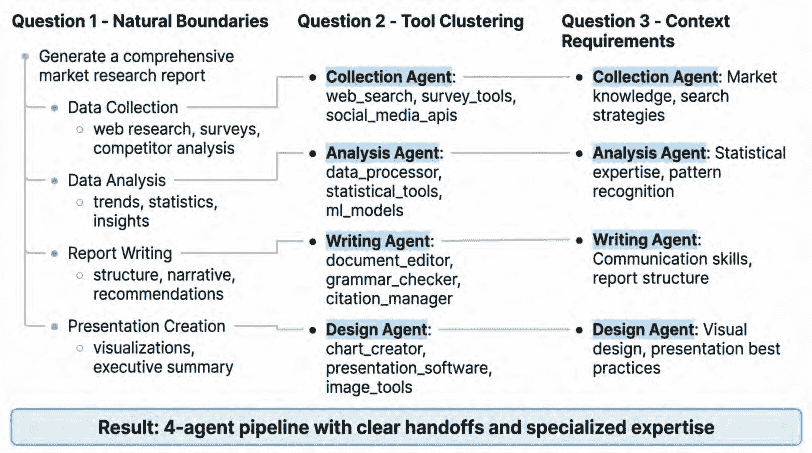 Question 1 - Natural Boundaries
Generate a comprehensive
market research report
Data Collection
web research, surveys,
competitor analysis
Data Analysis
trends, statistics,
insights
Report Writing
structure, narrative,
recommendations
Presentation Creation
visualizations,
executive summary
Question 2 - Tool Clustering
Collection Agent:
web_search, survey_tools,
social_media_apis
Analysis Agent:
data_processor,
statistical_tools,
ml_models
Writing Agent:
document_editor,
grammar_checker,
citation_manager
Design Agent:
chart_creator,
presentation_software,
image_tools
Question 3 - Context
Requirements
Collection Agent: Market
knowledge, search
strategies
Analysis Agent: Statistical
expertise, pattern
recognition
Writing Agent:
Communication skills,
report structure
Design Agent: Visual
design, presentation best
practices
Result: 4-agent pipeline with clear handoffs and specialized expertise